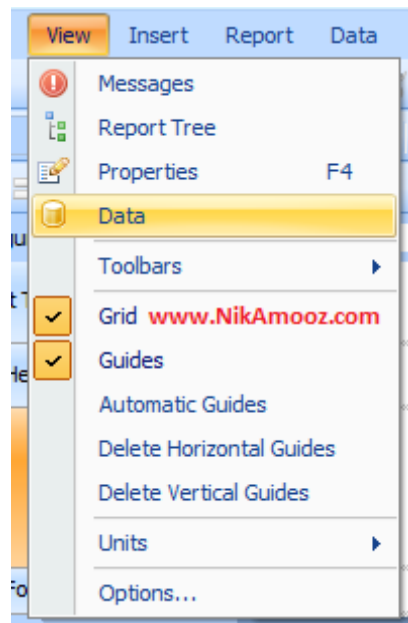 View Insert Report Data
Messages
Report Tree
Properties F4
Data
Toolbars
Grid www.NikAmooz.com
Guides
Automatic Guides
Delete Horizontal Guides
Delete Vertical Guides
Units
Options...